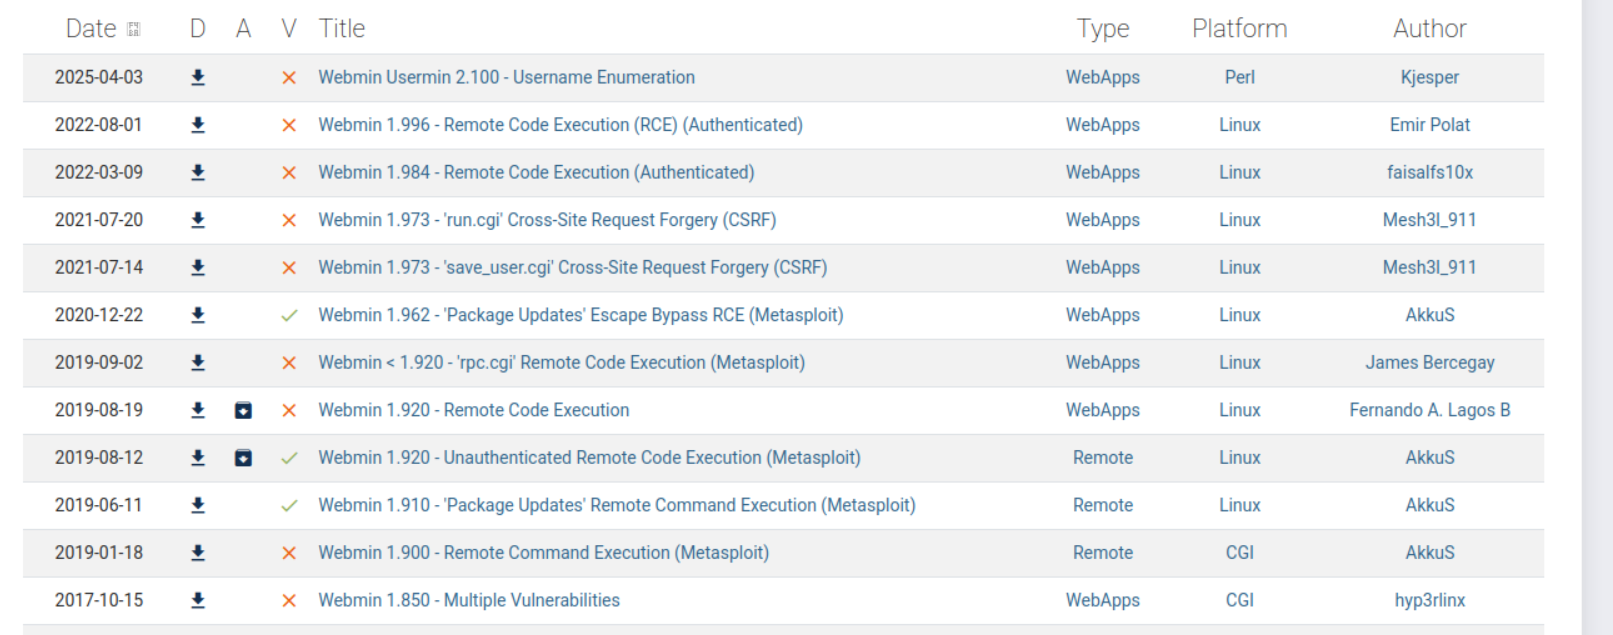 Date D A V Title Type Platform Author
2025-04-03 Webmin Usermin 2.100 - Username Enumeration WebApps Perl Kjesper
2022-08-01 Webmin 1.996 - Remote Code Execution (RCE) (Authenticated) WebApps Linux Emir Polat
2022-03-09 Webmin 1.984 - Remote Code Execution (Authenticated) WebApps Linux faisalfs10x
2021-07-20 Webmin 1.973 - 'run.cgi' Cross-Site Request Forgery (CSRF) WebApps Linux Mesh3l_911
2021-07-14 Webmin 1.973 - 'save_user.cgi' Cross-Site Request Forgery (CSRF) WebApps Linux Mesh3l_911
2020-12-22 Webmin 1.962 - 'Package Updates' Escape Bypass RCE (Metasploit) WebApps Linux AkkuS
2019-09-02 Webmin < 1.920 - 'rpc.cgi' Remote Code Execution (Metasploit) WebApps Linux James Bercegay
2019-08-19 Webmin 1.920 - Remote Code Execution WebApps Linux Fernando A. Lagos B
2019-08-12 Webmin 1.920 - Unauthenticated Remote Code Execution (Metasploit) Remote Linux AkkuS
2019-06-11 Webmin 1.910 - 'Package Updates' Remote Command Execution (Metasploit) Remote Linux AkkuS
2019-01-18 Webmin 1.900 - Remote Command Execution (Metasploit) Remote CGI AkkuS
2017-10-15 Webmin 1.850 - Multiple Vulnerabilities WebApps CGI hyp3rlinx